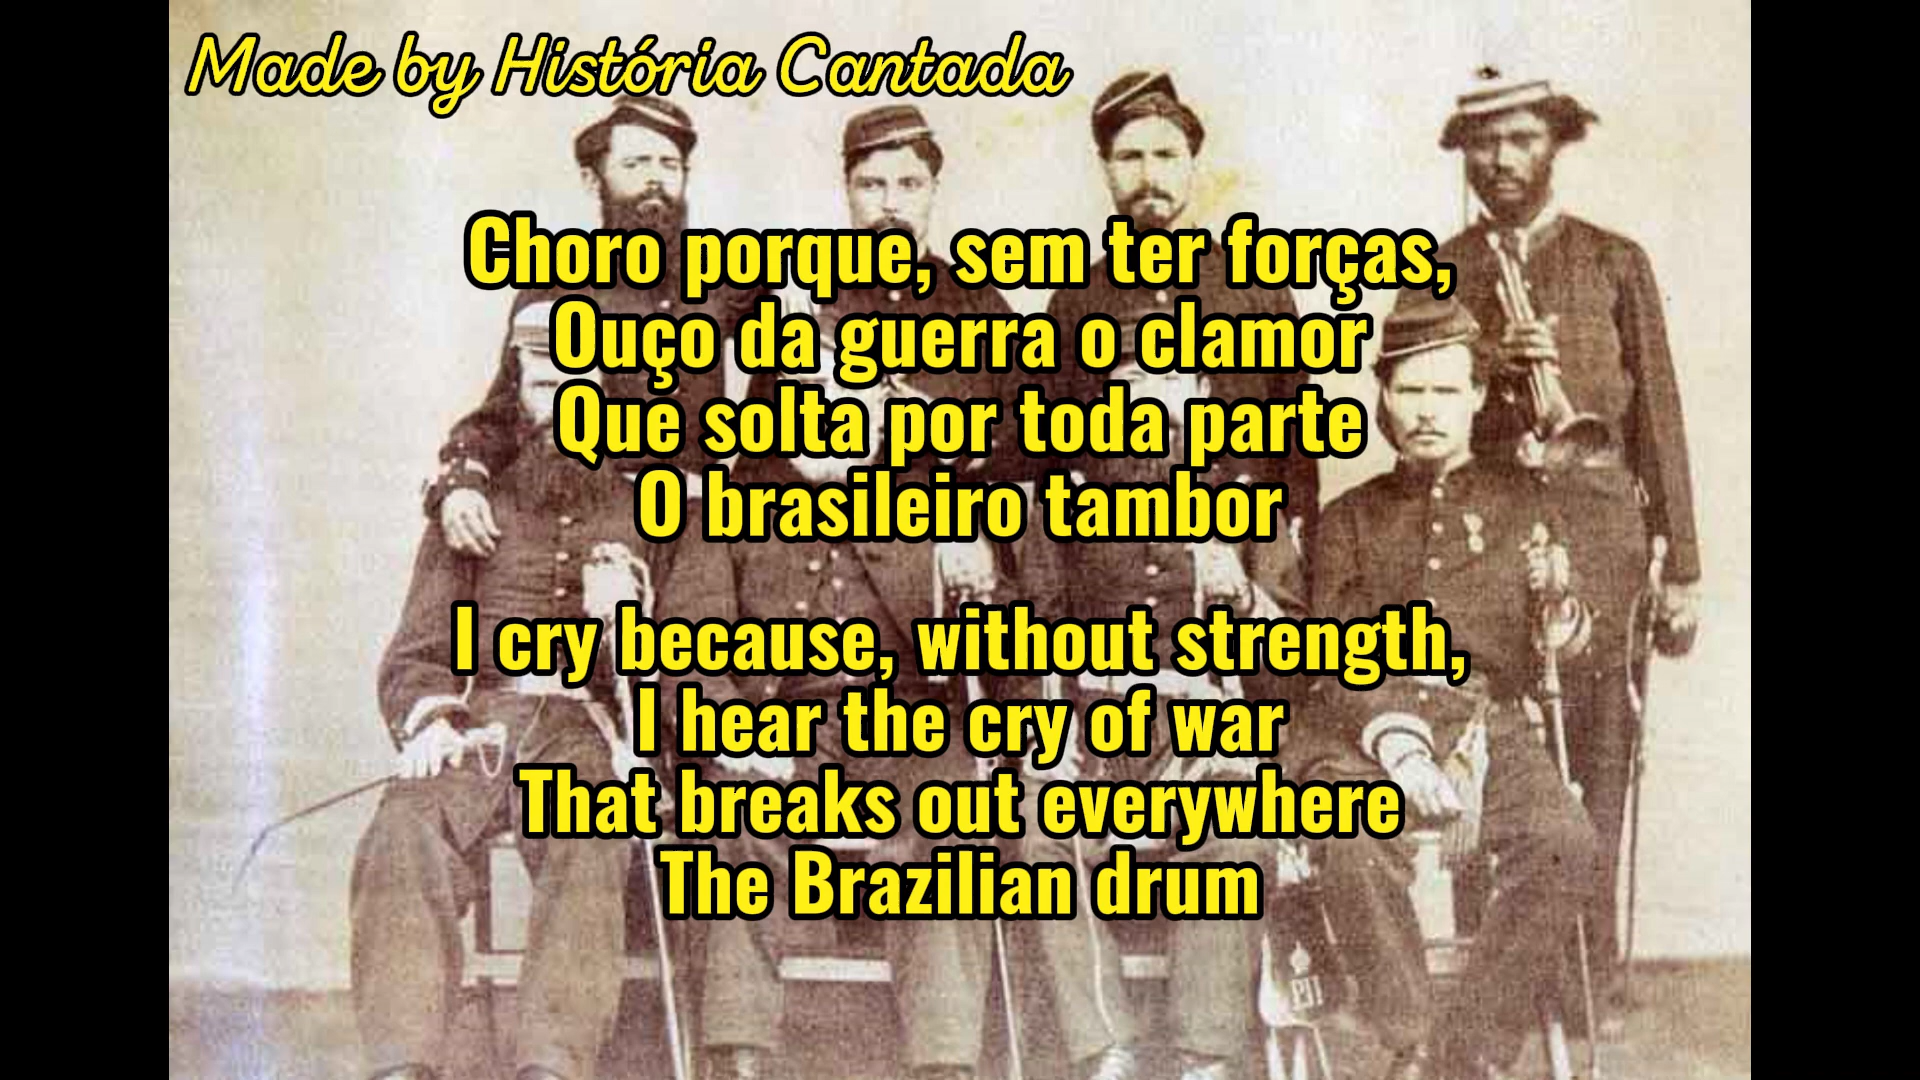 Made by História Cantada
Choro porque, sem ter forças,
Ouço da guerra o clamor
Que solta por toda parte
O brasileiro tambor
I cry because, without strength,
I hear the cry of war
That breaks out everywhere
The Brazilian drum